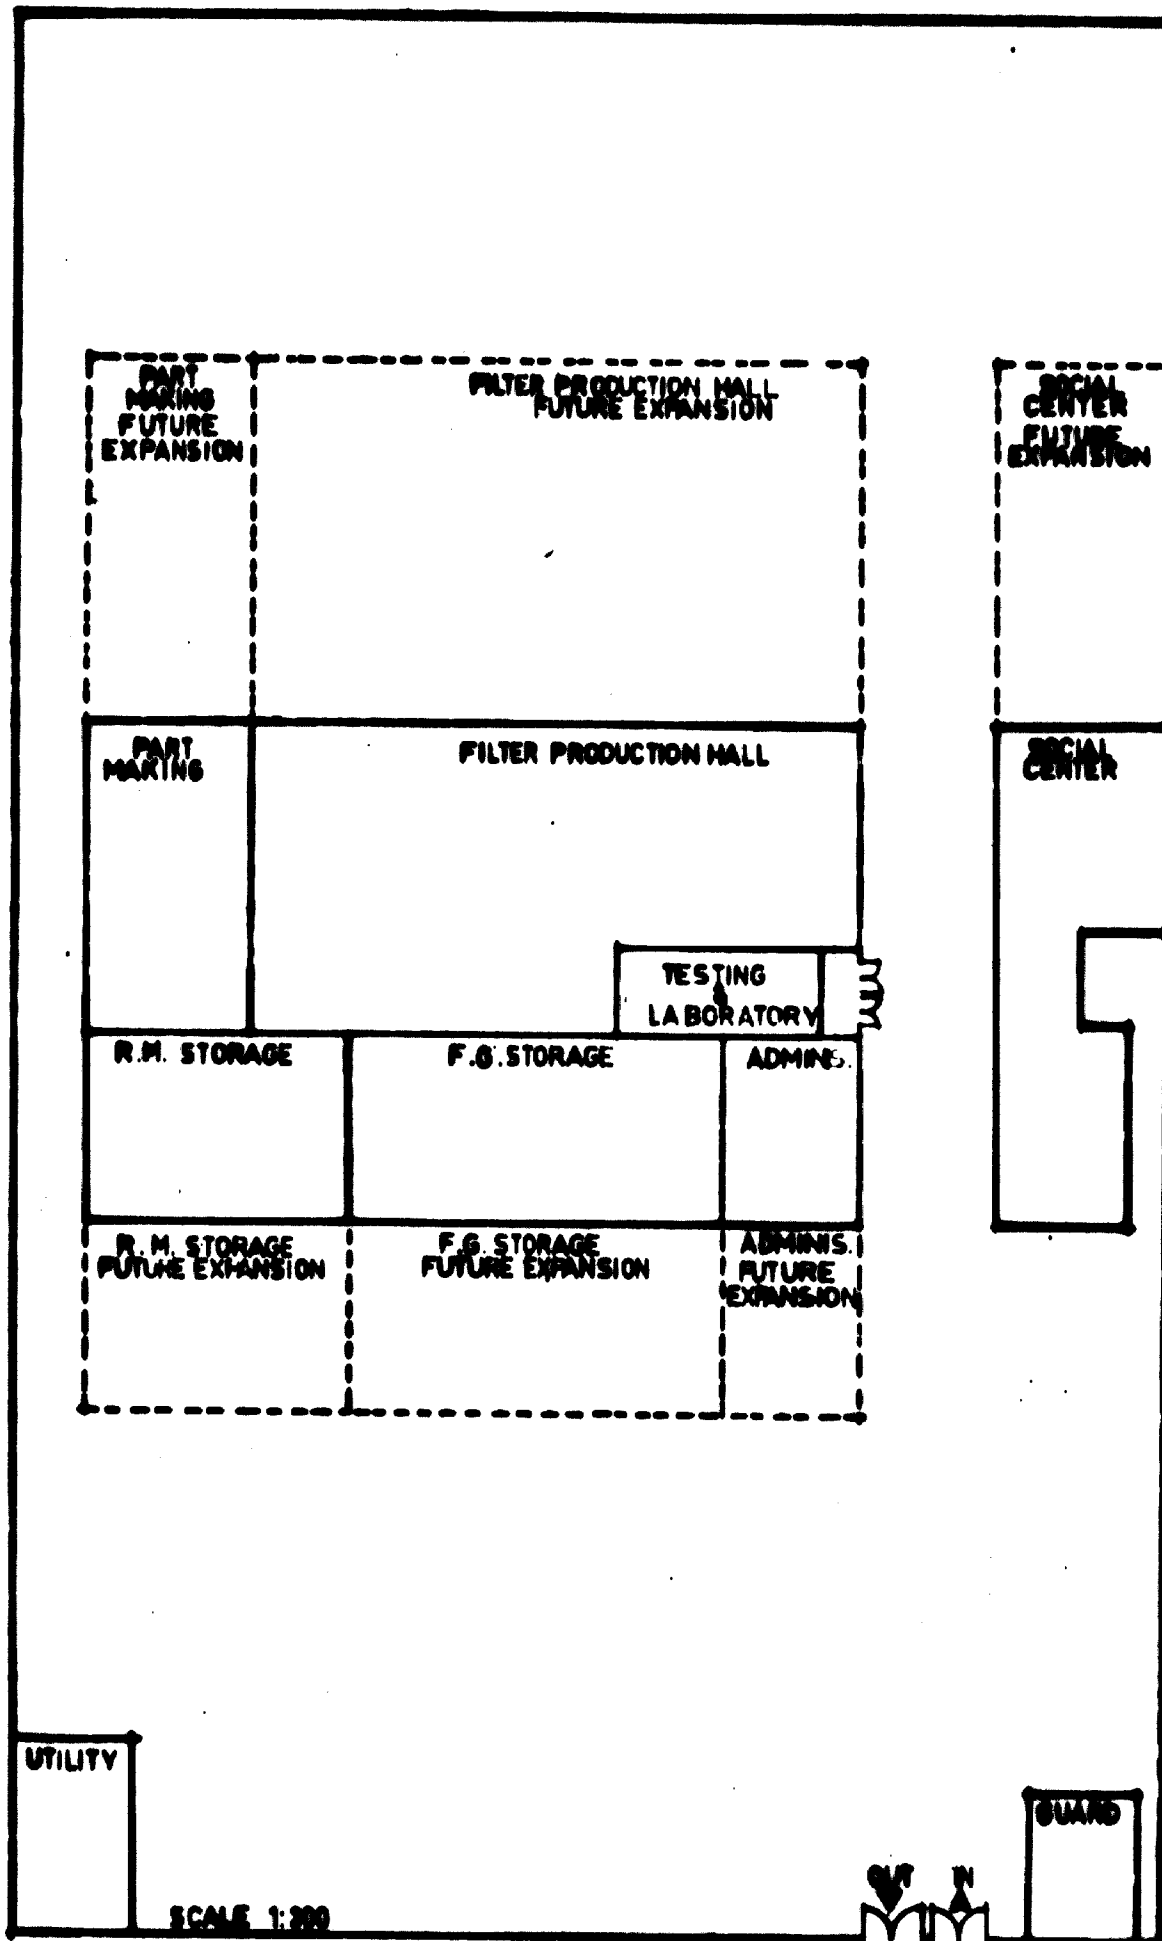 PART
MAKING
FUTURE
EXPANSION
FILTER PRODUCTION HALL
FUTURE EXPANSION
SOCIAL
CENTER
FUTURE
EXPANSION
PART
MAKING
FILTER PRODUCTION HALL
SOCIAL
CENTER
TESTING
&
LABORATORY
R.M. STORAGE
F.G. STORAGE
ADMINIS.
R.M. STORAGE
FUTURE EXPANSION
F.G. STORAGE
FUTURE EXPANSION
ADMINIS.
FUTURE
EXPANSION
UTILITY
GUARD
OUT
IN
SCALE 1:200